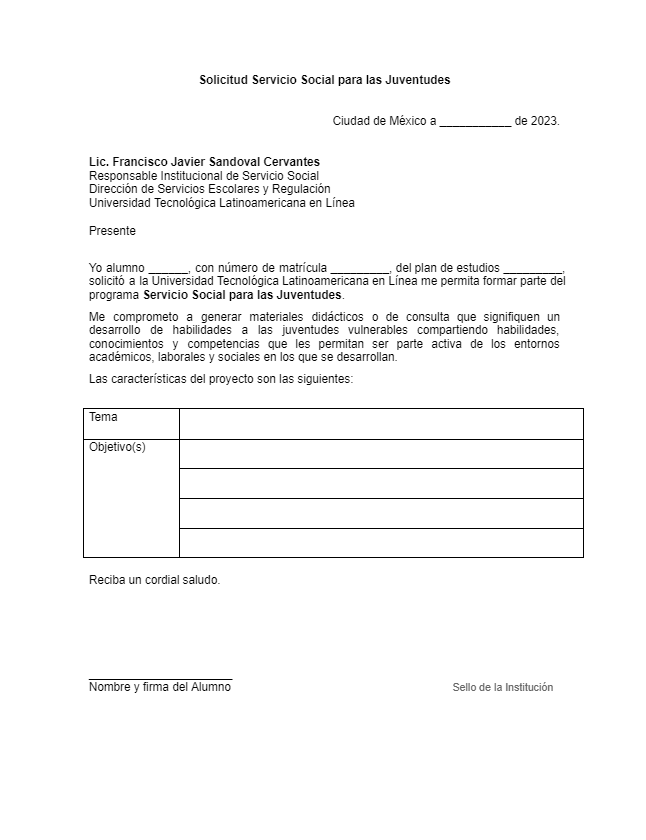 Solicitud Servicio Social para las Juventudes
Ciudad de México a ___________ de 2023.
Lic. Francisco Javier Sandoval Cervantes
Responsable Institucional de Servicio Social
Dirección de Servicios Escolares y Regulación
Universidad Tecnológica Latinoamericana en Línea
Presente
Yo alumno ______, con número de matrícula _________, del plan de estudios _________,
solicitó a la Universidad Tecnológica Latinoamericana en Línea me permita formar parte del
programa Servicio Social para las Juventudes.
Me comprometo a generar materiales didácticos o de consulta que signifiquen un
desarrollo de habilidades a las juventudes vulnerables compartiendo habilidades,
conocimientos y competencias que les permitan ser parte activa de los entornos
académicos, laborales y sociales en los que se desarrollan.
Las características del proyecto son las siguientes:
Tema
Objetivo(s)
Reciba un cordial saludo.
Nombre y firma del Alumno
Sello de la Institución